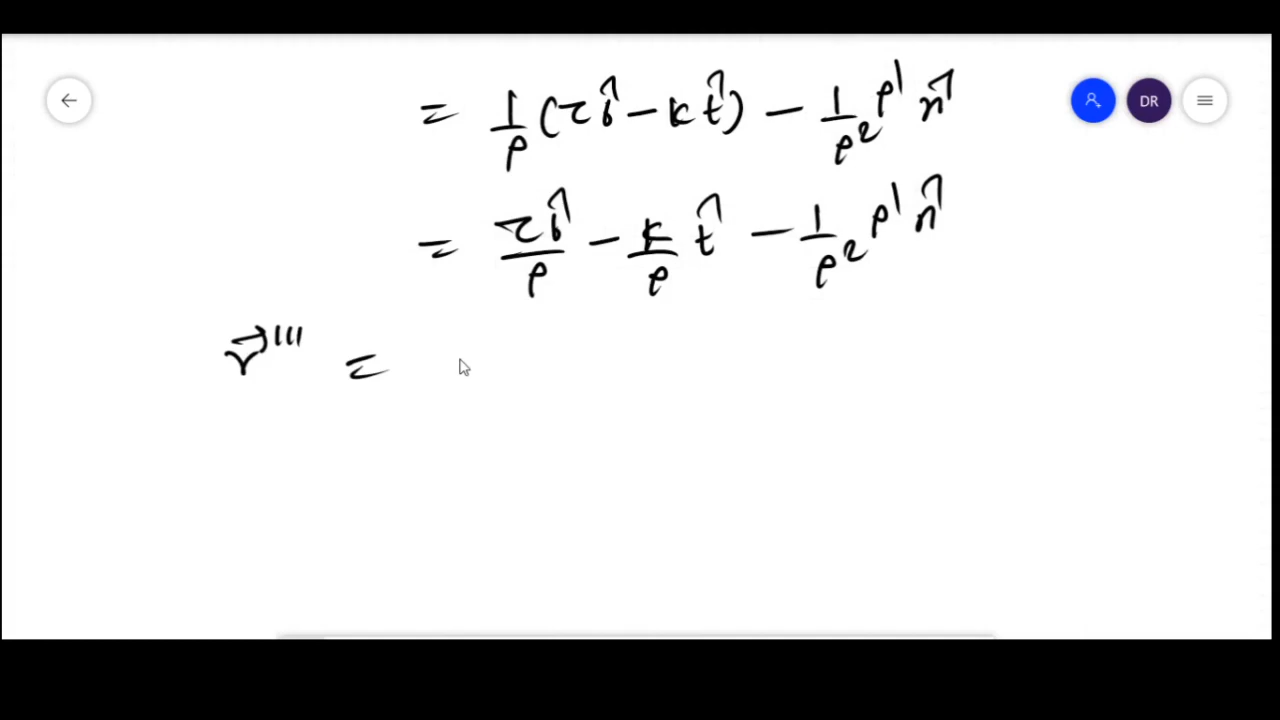 DR
= 1/ρ (τb̂ − κt̂) − 1/ρ² ρ' n̂
= τb̂/ρ − κ/ρ t̂ − 1/ρ² ρ' n̂
r⃗''' =